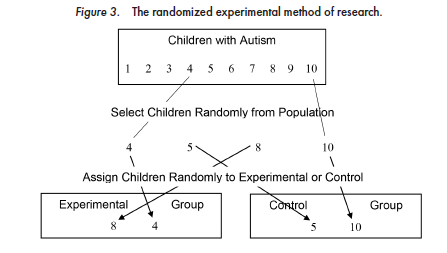 Figure 3. The randomized experimental method of research.
Children with Autism
1 2 3 4 5 6 7 8 9 10
Select Children Randomly from Population
4 5 8 10
Assign Children Randomly to Experimental or Control
Experimental Group Control Group
8 4 5 10